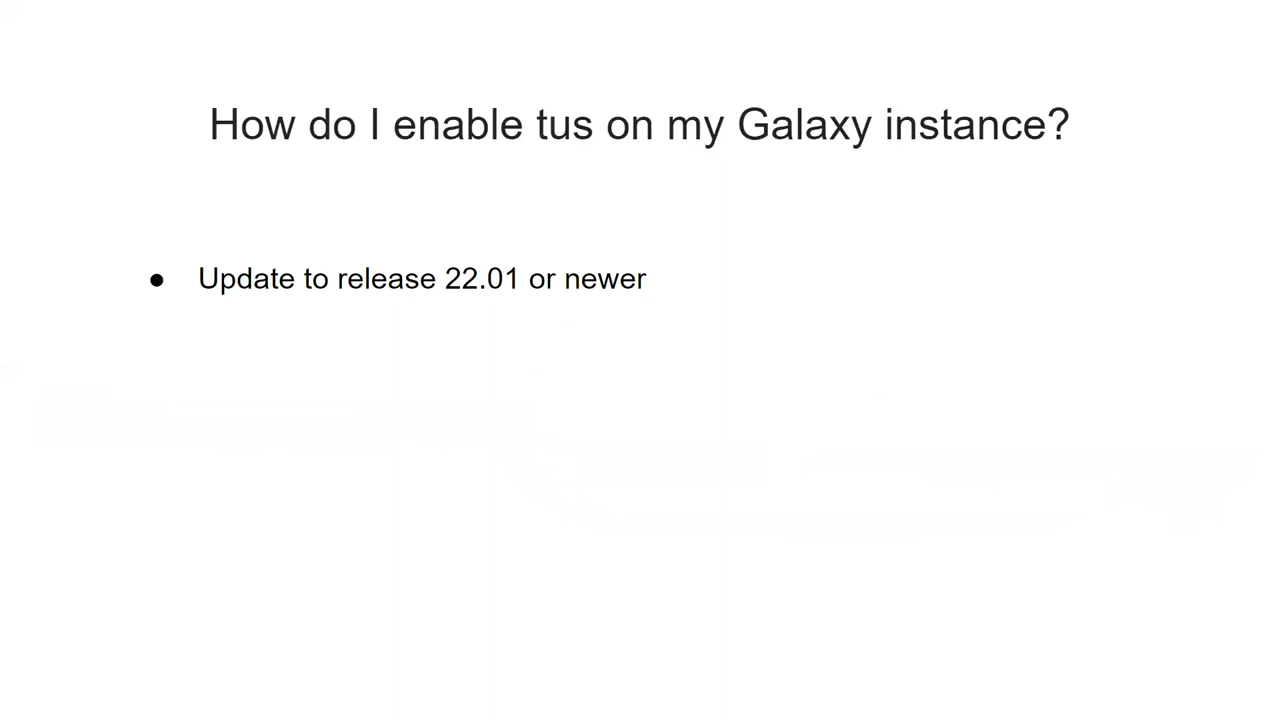 How do I enable tus on my Galaxy instance?
● Update to release 22.01 or newer